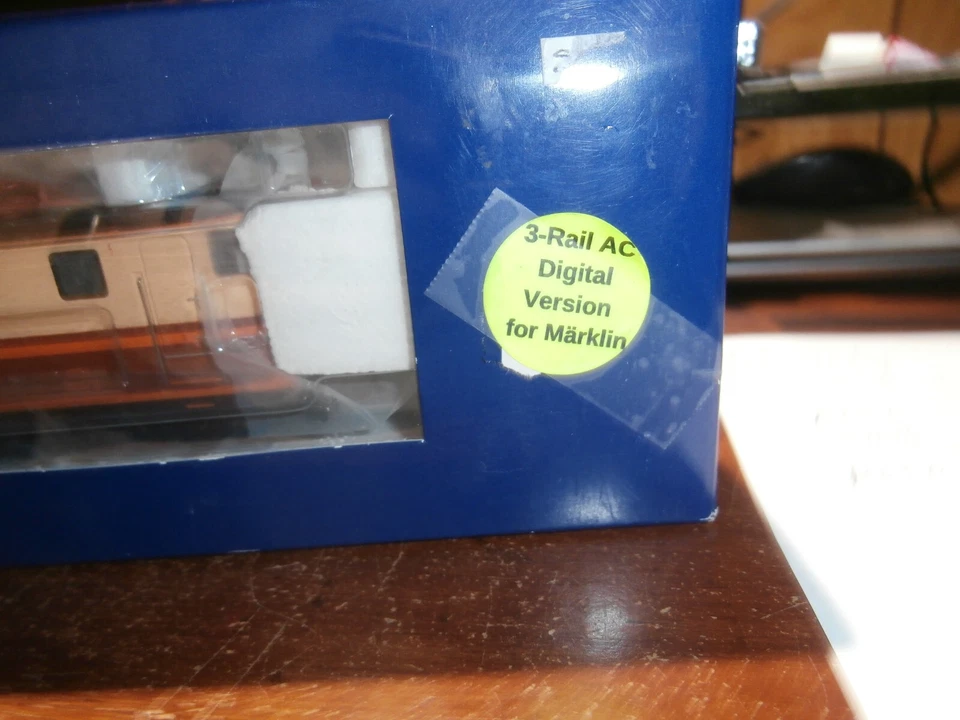 3-Rail AC
Digital
Version
for Märklin